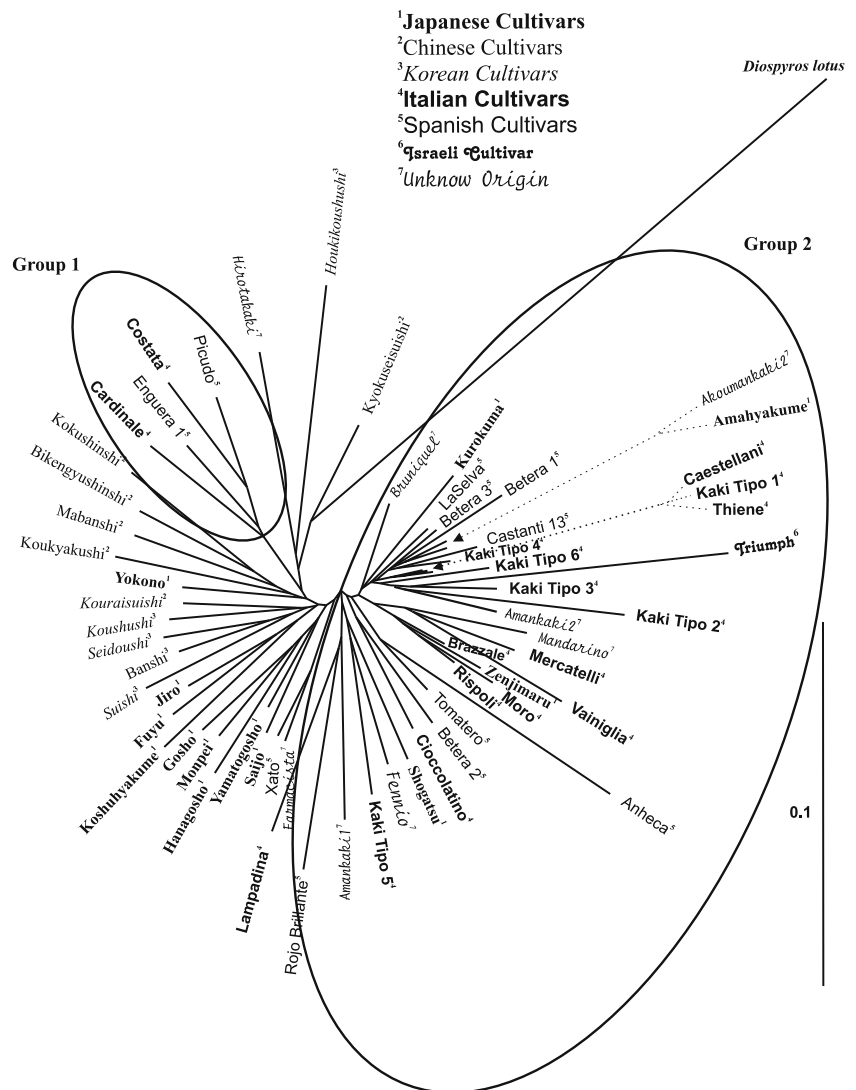 ¹Japanese Cultivars
²Chinese Cultivars
³Korean Cultivars
⁴Italian Cultivars
⁵Spanish Cultivars
⁶Israeli Cultivar
⁷Unknow Origin
Diospyros lotus
Group 1
Group 2
Houkikoushushi³
Hirotakaki⁷
Costata⁴
Picudo⁵
Enguera 1⁵
Cardinale⁴
Kyokuseisuishi²
Kokushinshi²
Bikengyushinshi²
Mabanshi²
Koukyakushi²
Yokono¹
Kouraisuishi²
Koushushi³
Seidoushi³
Banshi³
Suishi³
Jiro¹
Fuyu¹
Koshuhyakume¹
Gosho¹
Monpei¹
Hanagosho¹
Yamatogosho¹
Saijo¹
Xato⁵
Farmacista⁷
Lampadina⁴
Rojo Brillante⁵
Amankaki1⁷
Kaki Tipo 5⁴
Fennio⁷
Shogatsu¹
Cioccolatino⁴
Betera 2⁵
Tomatero⁵
Anheca⁵
Rispoli⁴
Moro⁴
Zenjimaru¹
Brazzale⁴
Vainiglia⁴
Mercatelli⁴
Mandarino⁷
Amankaki2⁷
Kaki Tipo 2⁴
Kaki Tipo 3⁴
Triumph⁶
Kaki Tipo 6⁴
Kaki Tipo 4⁴
Castanti 13⁵
Thiene⁴
Kaki Tipo 1⁴
Caestellani⁴
Amahyakume¹
Akoumankaki2⁷
Betera 1⁵
Betera 3⁵
LaSelva⁵
Kurokuma¹
Bruniquel⁷
0.1